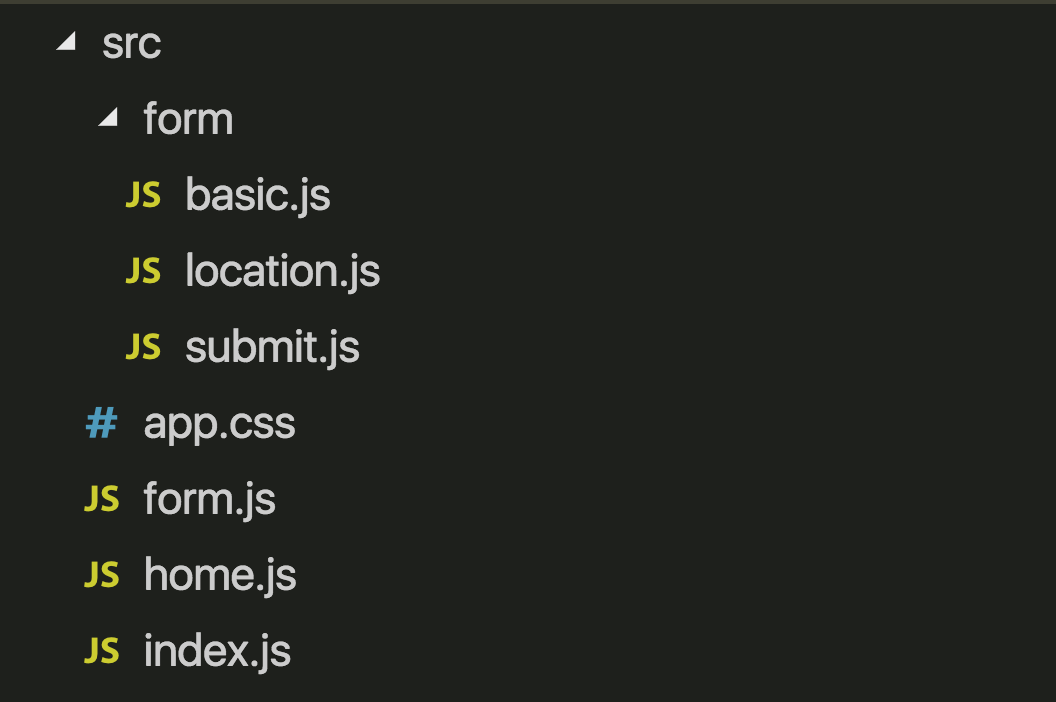 src
form
JS basic.js
JS location.js
JS submit.js
# app.css
JS form.js
JS home.js
JS index.js